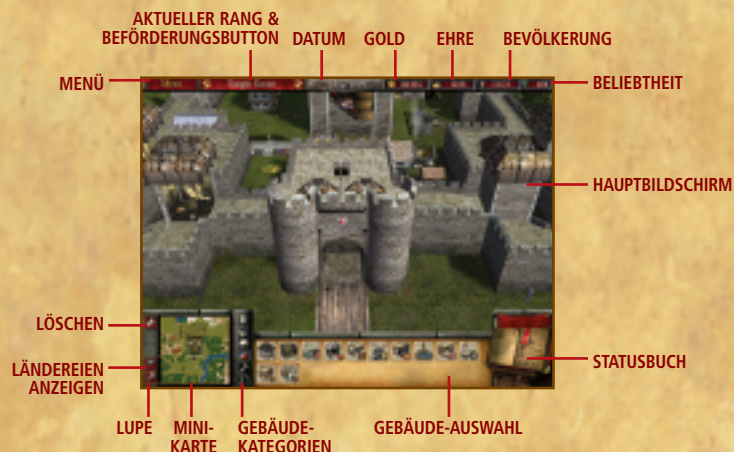 AKTUELLER RANG &
BEFÖRDERUNGSBUTTON
DATUM
GOLD
EHRE
BEVÖLKERUNG
MENÜ
BELIEBTHEIT
HAUPTBILDSCHIRM
LÖSCHEN
LÄNDEREIEN
ANZEIGEN
STATUSBUCH
LUPE
MINI-
KARTE
GEBÄUDE-
KATEGORIEN
GEBÄUDE-AUSWAHL